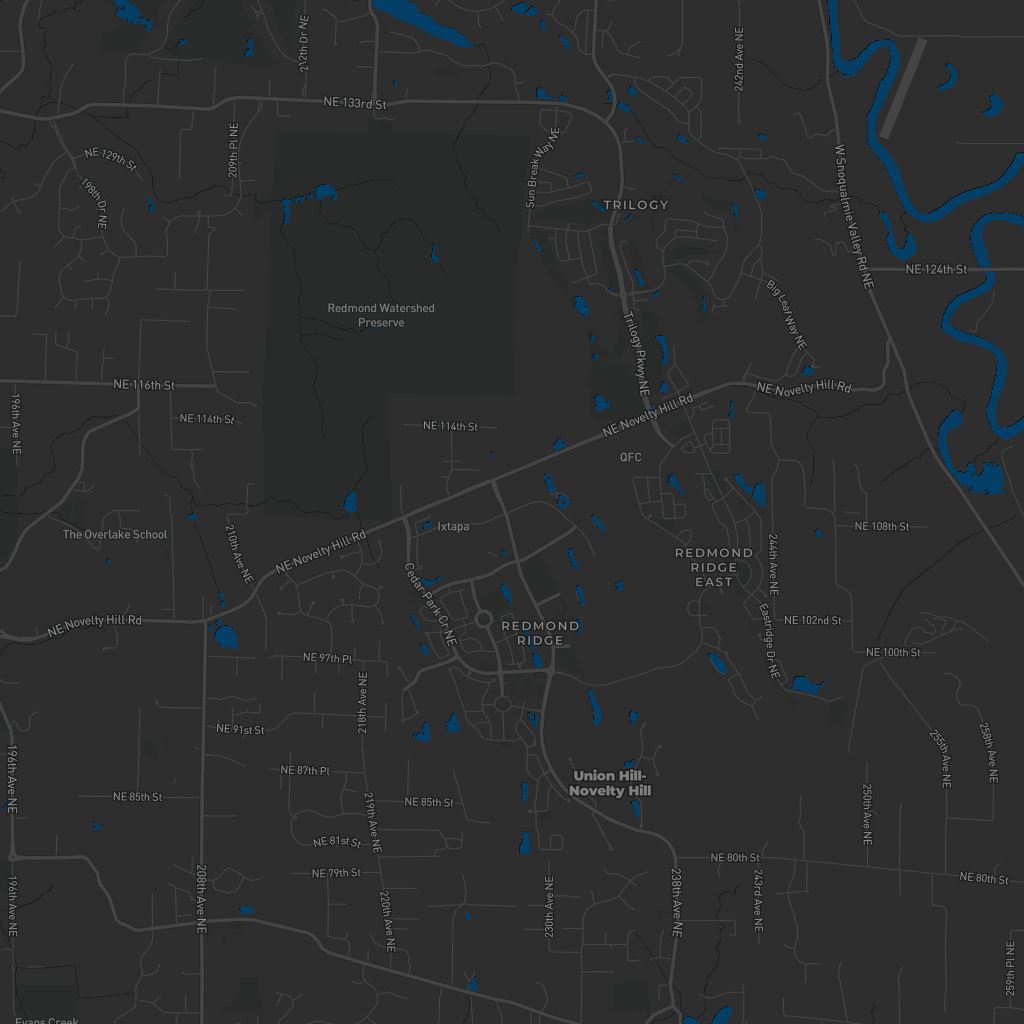 212th Dr NE
242nd Ave NE
NE 133rd St
NE 129th St
209th Pl NE
Sun Break Way NE
W Snoqualmie Valley Rd NE
198th Dr NE
TRILOGY
NE 124th St
Redmond Watershed
Preserve
Big Leaf Way NE
Trilogy Pkwy NE
NE 116th St
NE Novelty Hill Rd
196th Ave NE
NE 114th St
NE 114th St
NE Novelty Hill Rd
QFC
The Overlake School
210th Ave NE
NE Novelty Hill Rd
Ixtapa
NE 108th St
REDMOND
RIDGE
EAST
244th Ave NE
Cedar Park Cr NE
NE Novelty Hill Rd
REDMOND
RIDGE
Eastridge Dr NE
NE 102nd St
NE 100th St
NE 97th Pl
218th Ave NE
NE 91st St
196th Ave NE
255th Ave NE
258th Ave NE
NE 87th Pl
Union Hill-
Novelty Hill
NE 85th St
NE 85th St
219th Ave NE
250th Ave NE
NE 81st St
NE 80th St
NE 79th St
NE 80th St
196th Ave NE
208th Ave NE
220th Ave NE
230th Ave NE
238th Ave NE
243rd Ave NE
259th Pl NE
Evans Creek